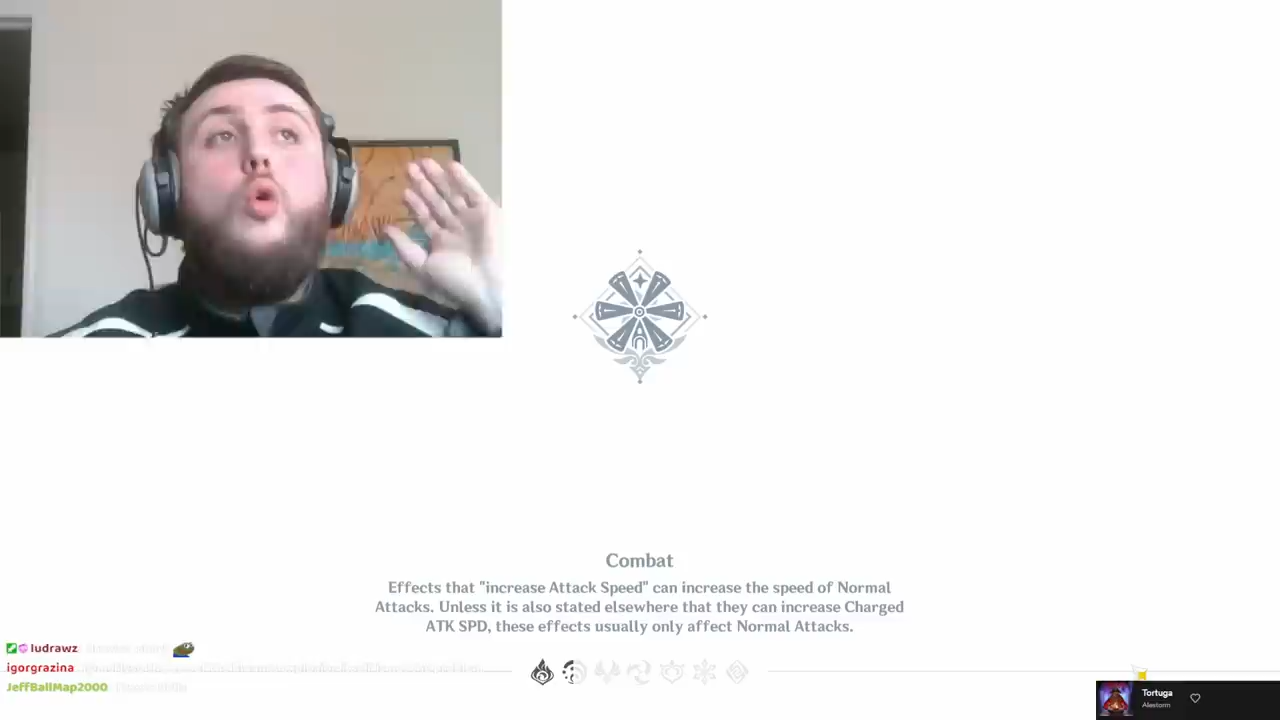 Combat
Effects that "increase Attack Speed" can increase the speed of Normal
Attacks. Unless it is also stated elsewhere that they can increase Charged
ATK SPD, these effects usually only affect Normal Attacks.
ludrawz
igorgrazina
JeffBallMap2000
Tortuga
Alestorm